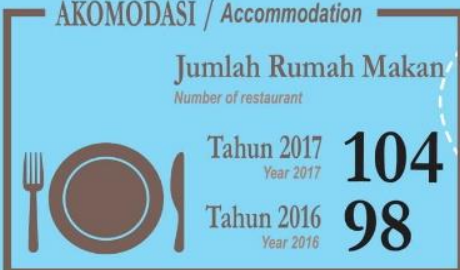 AKOMODASI / Accommodation
Jumlah Rumah Makan
Number of restaurant
Tahun 2017 104
Year 2017
Tahun 2016 98
Year 2016